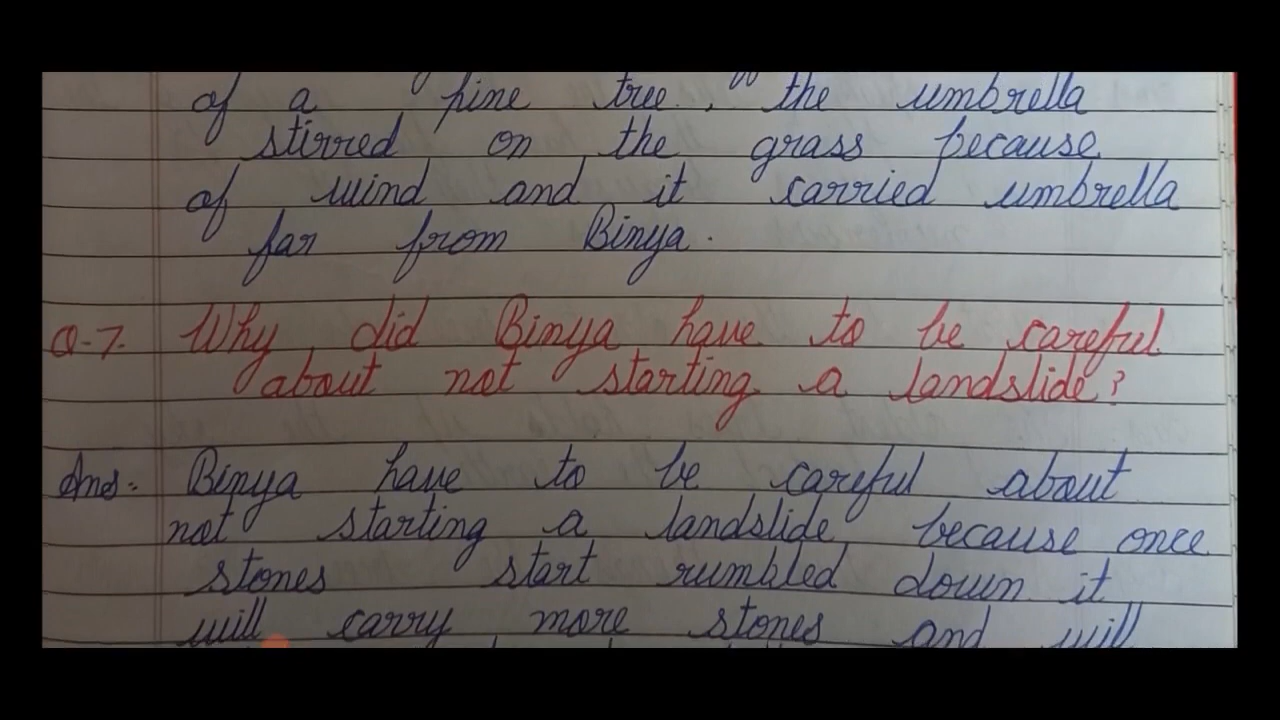 of a pine tree, the umbrella
stirred on the grass because
of wind and it carried umbrella
far from Binya.
Q-7. Why did Binya have to be careful
about not starting a landslide?
Ans- Binya have to be careful about
not starting a landslide because once
stones start rumbled down it
will carry more stones and will